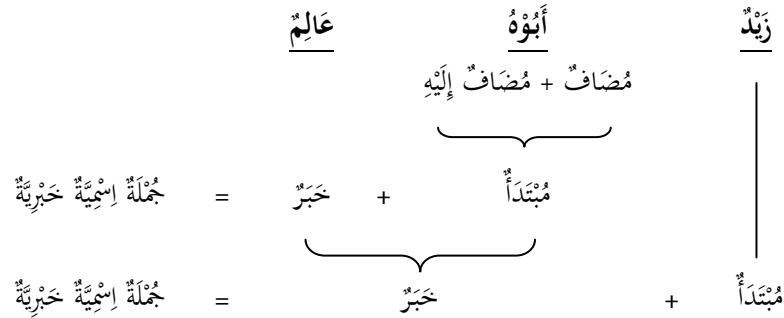 زَيْدٌ أَبُوْهُ عَالِمٌ
مُضَافٌ + مُضَافٌ إِلَيْهِ
مُبْتَدَأٌ + خَبَرٌ = جُمْلَةٌ اِسْمِيَّةٌ خَبْرِيَّةٌ
مُبْتَدَأٌ + خَبَرٌ = جُمْلَةٌ اِسْمِيَّةٌ خَبْرِيَّةٌ